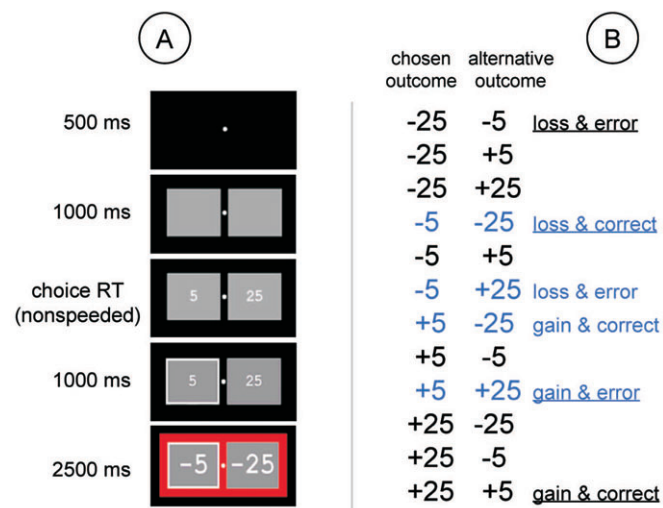 A
500 ms
1000 ms
5 25
choice RT
(nonspeeded)
5 25
1000 ms
-5 -25
2500 ms
B
chosen alternative
outcome outcome
-25 -5 loss & error
-25 +5
-25 +25
-5 -25 loss & correct
-5 +5
-5 +25 loss & error
+5 -25 gain & correct
+5 -5
+5 +25 gain & error
+25 -25
+25 -5
+25 +5 gain & correct